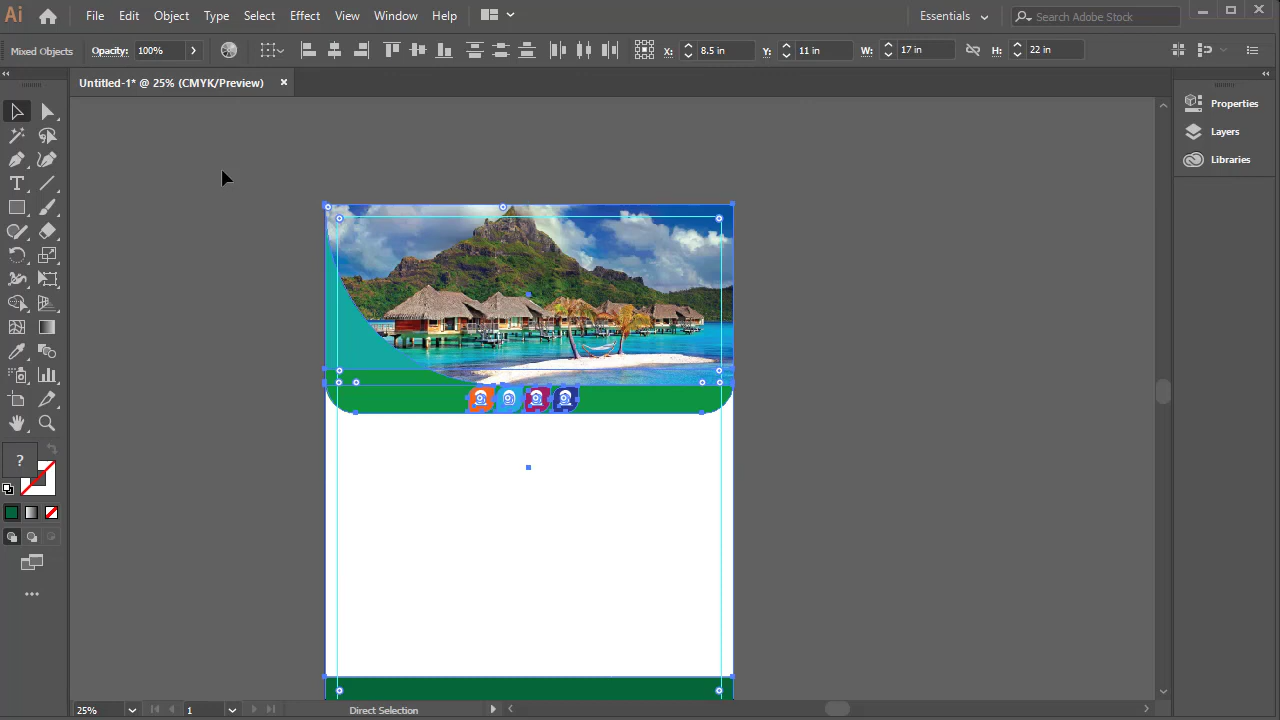 Ai File Edit Object Type Select Effect View Window Help Essentials Search Adobe Stock
Mixed Objects Opacity: 100% X: 8.5 in Y: 11 in W: 17 in H: 22 in
Untitled-1* @ 25% (CMYK/Preview)
Properties
Layers
Libraries
?
25% 1 Direct Selection